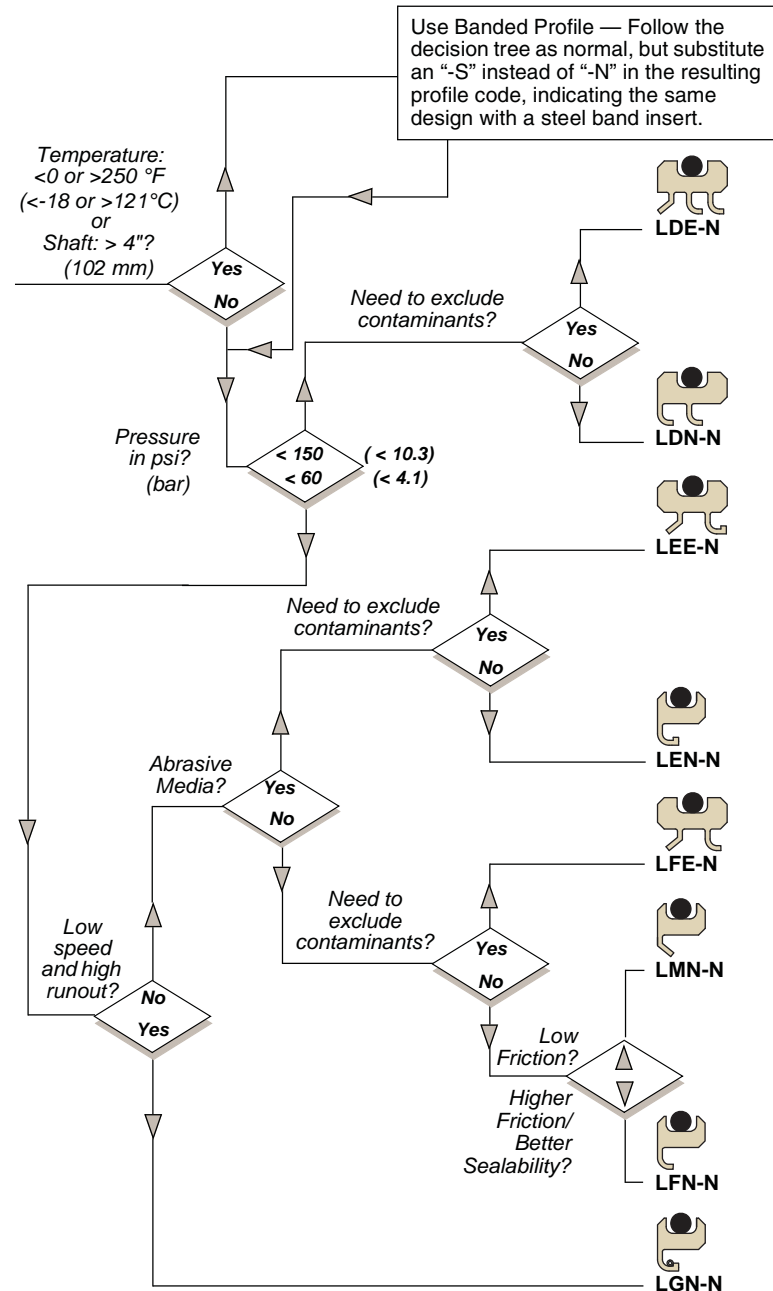 Use Banded Profile — Follow the
decision tree as normal, but substitute
an “-S” instead of “-N” in the resulting
profile code, indicating the same
design with a steel band insert.
Temperature:
<0 or >250 °F
(<-18 or >121°C)
or
Shaft: > 4"?
(102 mm)
Yes
No
Need to exclude
contaminants?
Yes
No
LDE-N
LDN-N
Pressure
in psi?
(bar)
< 150
< 60
( < 10.3)
(< 4.1)
LEE-N
Need to exclude
contaminants?
Yes
No
LEN-N
Abrasive
Media?
Yes
No
LFE-N
Need to
exclude
contaminants?
Yes
No
LMN-N
Low
speed
and high
runout?
No
Yes
Low
Friction?
Higher
Friction/
Better
Sealability?
LFN-N
LGN-N